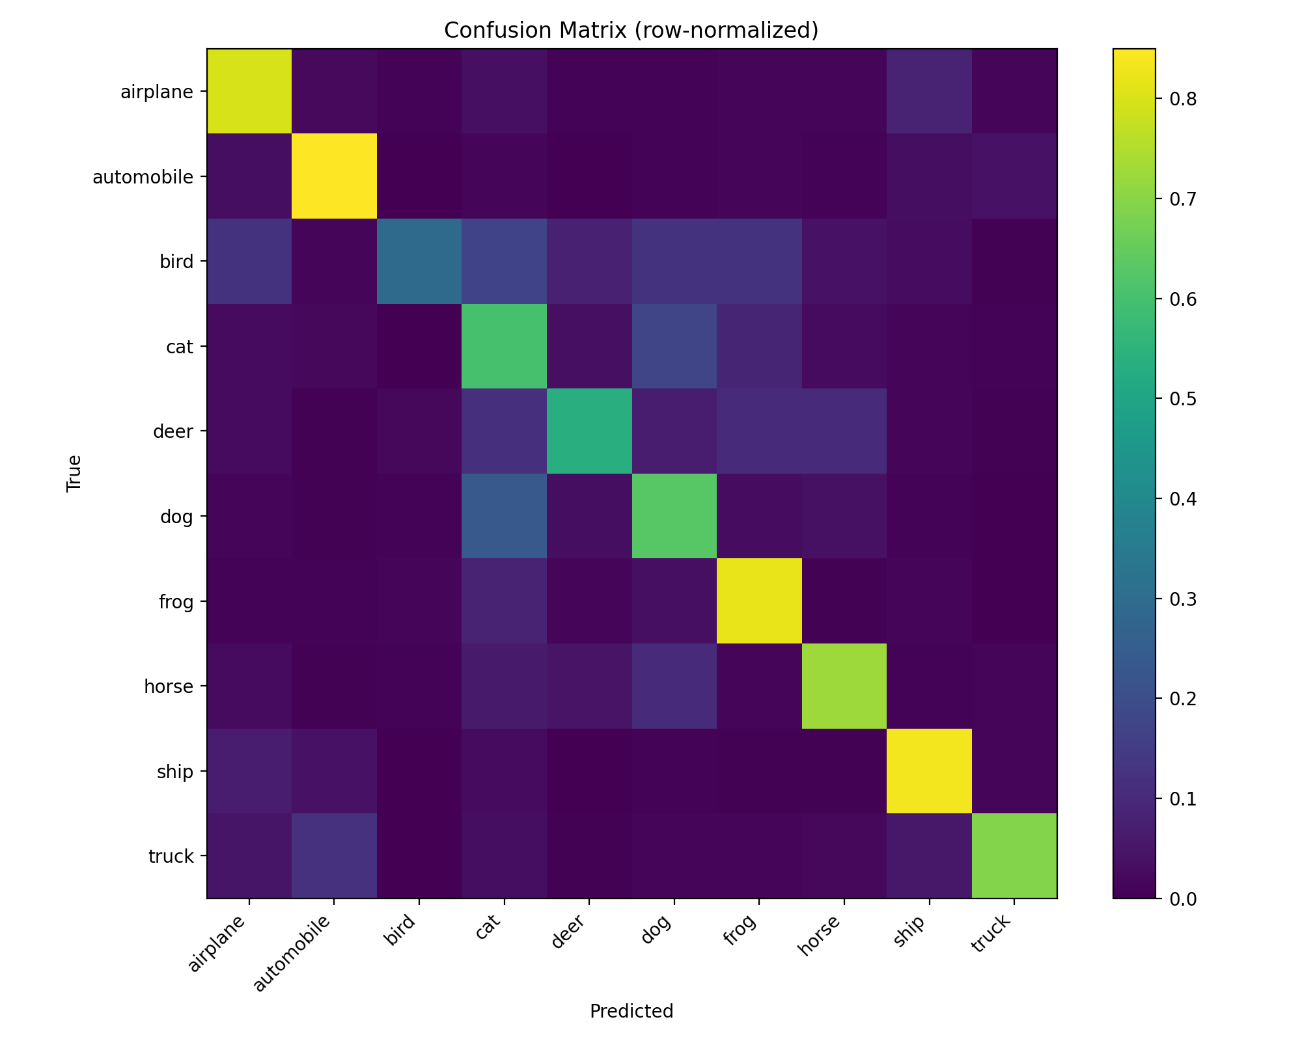 Confusion Matrix (row-normalized)
airplane
automobile
bird
cat
deer
dog
frog
horse
ship
truck
True
airplane
automobile
bird
cat
deer
dog
frog
horse
ship
truck
Predicted
0.8
0.7
0.6
0.5
0.4
0.3
0.2
0.1
0.0